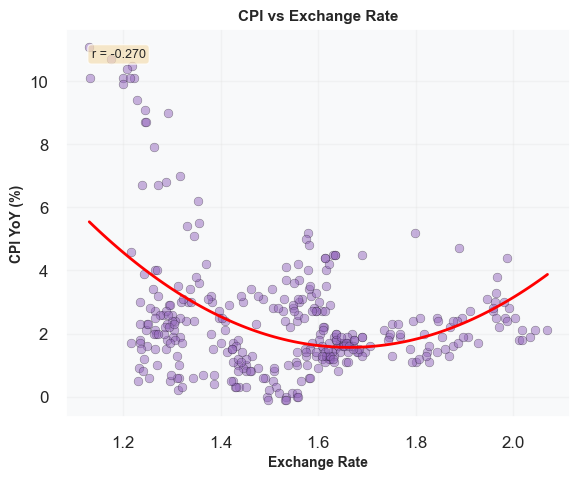 CPI vs Exchange Rate
r = -0.270
CPI YoY (%)
10
8
6
4
2
0
1.2 1.4 1.6 1.8 2.0
Exchange Rate